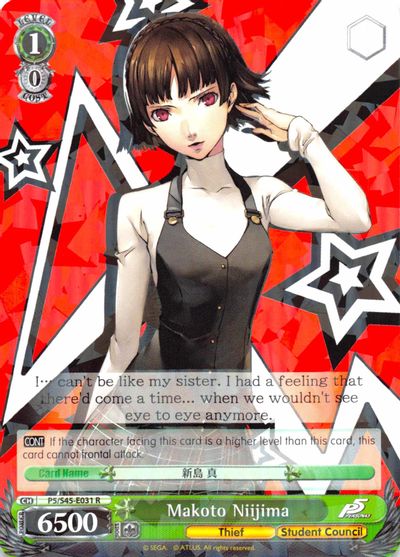 LEVEL
1
0
COST
I... can't be like my sister. I had a feeling that
there'd come a time... when we wouldn't see
eye to eye anymore.
CONT If the character facing this card is a higher level than this card, this
card cannot frontal attack.
Card Name
新島 真
CH P5/S45-E031 R
6500
Makoto Niijima
P5
Thief
Student Council
© SEGA. © ATLUS. All rights reserved.